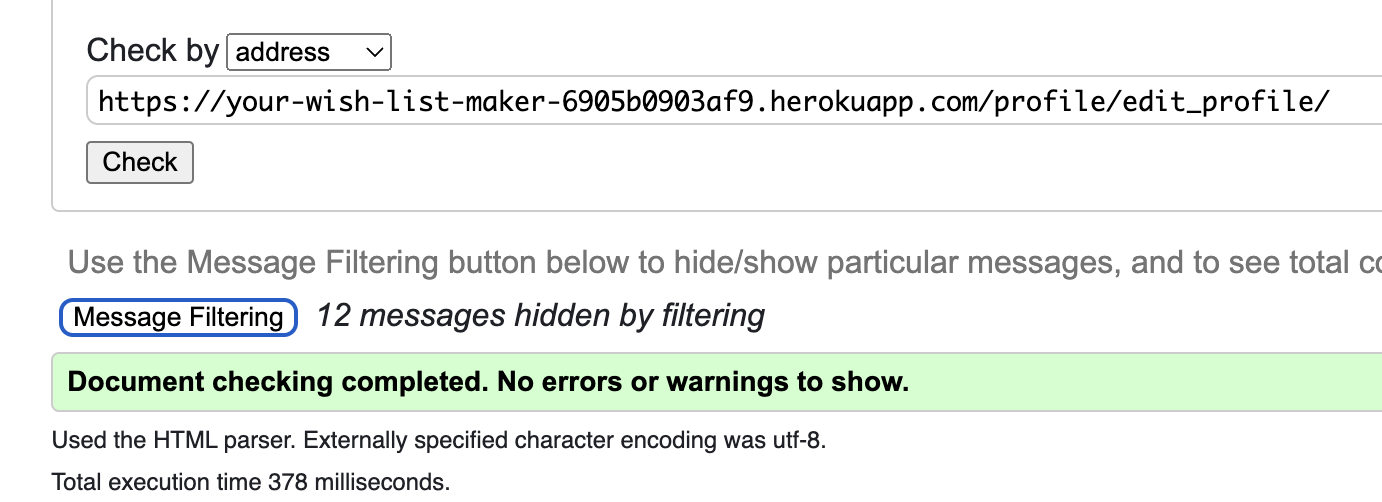 Check by address
https://your-wish-list-maker-6905b0903af9.herokuapp.com/profile/edit_profile/
Check
Use the Message Filtering button below to hide/show particular messages, and to see total
Message Filtering 12 messages hidden by filtering
Document checking completed. No errors or warnings to show.
Used the HTML parser. Externally specified character encoding was utf-8.
Total execution time 378 milliseconds.